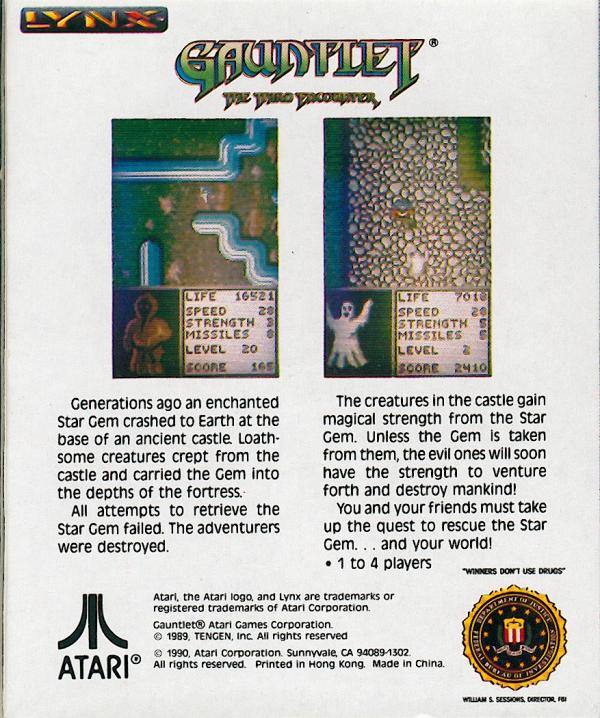 LYNX
GAUNTLET®
THE THIRD ENCOUNTER
LIFE 16521
SPEED 28
STRENGTH 3
MISSILES 8
LEVEL 20
SCORE 165
LIFE 7018
SPEED 28
STRENGTH 5
MISSILES 5
LEVEL 2
SCORE 2410
Generations ago an enchanted
Star Gem crashed to Earth at the
base of an ancient castle. Loath-
some creatures crept from the
castle and carried the Gem into
the depths of the fortress.
All attempts to retrieve the
Star Gem failed. The adventurers
were destroyed.
The creatures in the castle gain
magical strength from the Star
Gem. Unless the Gem is taken
from them, the evil ones will soon
have the strength to venture
forth and destroy mankind!
You and your friends must take
up the quest to rescue the Star
Gem. . . and your world!
• 1 to 4 players
"WINNERS DON'T USE DRUGS"
DEPARTMENT OF JUSTICE
FEDERAL BUREAU OF INVESTIGATION
WILLIAM S. SESSIONS, DIRECTOR, FBI
ATARI®
Atari, the Atari logo, and Lynx are trademarks or
registered trademarks of Atari Corporation.
Gauntlet® Atari Games Corporation.
© 1989, TENGEN, Inc. All rights reserved
© 1990, Atari Corporation. Sunnyvale, CA 94089-1302.
All rights reserved. Printed in Hong Kong. Made in China.